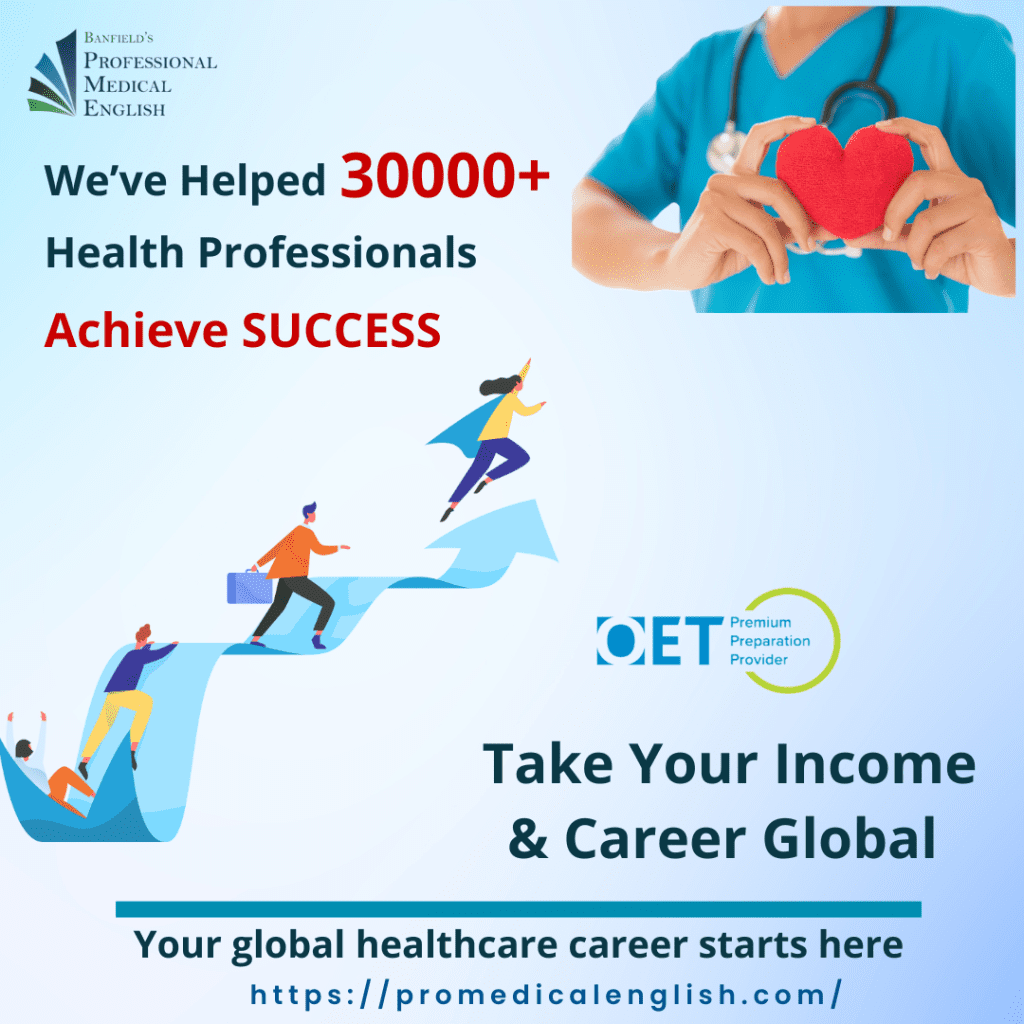 BANFIELD'S
PROFESSIONAL
MEDICAL
ENGLISH
We've Helped 30000+
Health Professionals
Achieve SUCCESS
OET Premium
Preparation
Provider
Take Your Income
& Career Global
Your global healthcare career starts here
https://promedicalenglish.com/